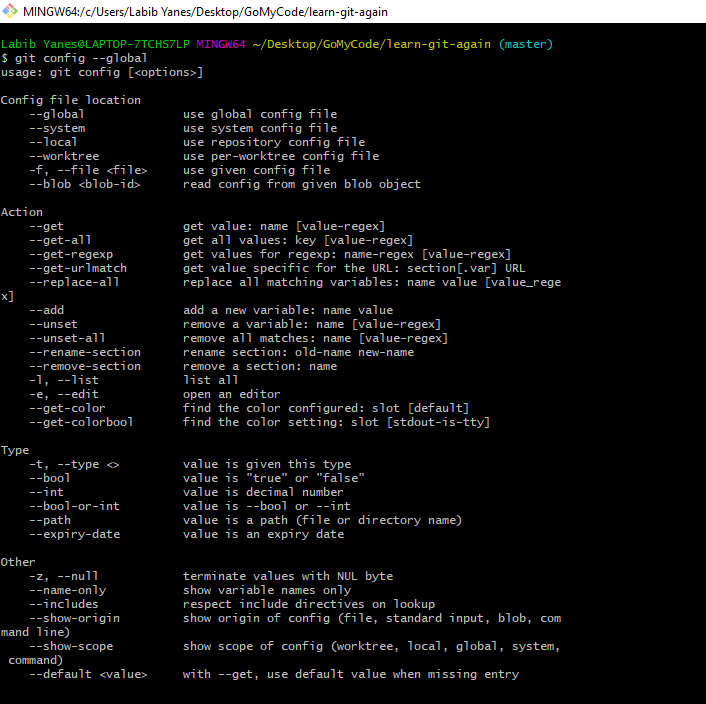 MINGW64:/c/Users/Labib Yanes/Desktop/GoMyCode/learn-git-again
Labib Yanes@LAPTOP-7TCHS7LP MINGW64 ~/Desktop/GoMyCode/learn-git-again (master)
$ git config --global
usage: git config [<options>]
Config file location
    --global              use global config file
    --system              use system config file
    --local               use repository config file
    --worktree            use per-worktree config file
    -f, --file <file>     use given config file
    --blob <blob-id>      read config from given blob object
Action
    --get                 get value: name [value-regex]
    --get-all             get all values: key [value-regex]
    --get-regexp          get values for regexp: name-regex [value-regex]
    --get-urlmatch        get value specific for the URL: section[.var] URL
    --replace-all         replace all matching variables: name value [value_rege
x]
    --add                 add a new variable: name value
    --unset               remove a variable: name [value-regex]
    --unset-all           remove all matches: name [value-regex]
    --rename-section      rename section: old-name new-name
    --remove-section      remove a section: name
    -l, --list            list all
    -e, --edit            open an editor
    --get-color           find the color configured: slot [default]
    --get-colorbool       find the color setting: slot [stdout-is-tty]
Type
    -t, --type <>         value is given this type
    --bool                value is "true" or "false"
    --int                 value is decimal number
    --bool-or-int         value is --bool or --int
    --path                value is a path (file or directory name)
    --expiry-date         value is an expiry date
Other
    -z, --null            terminate values with NUL byte
    --name-only           show variable names only
    --includes            respect include directives on lookup
    --show-origin         show origin of config (file, standard input, blob, com
mand line)
    --show-scope          show scope of config (worktree, local, global, system,
 command)
    --default <value>     with --get, use default value when missing entry